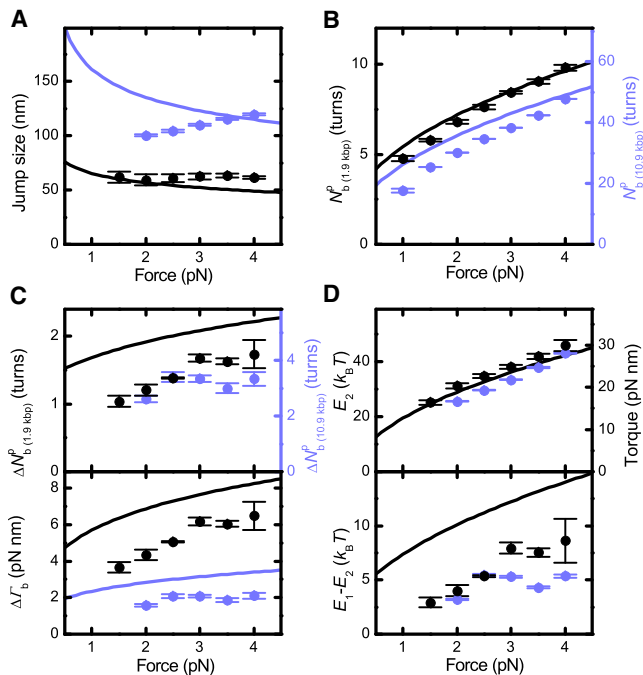 A
B
Jump size (nm)
150
100
50
0
1
2
3
4
Force (pN)
N^p_b (1.9 kbp) (turns)
10
5
0
1
2
3
4
Force (pN)
60
40
20
0
N^p_b (10.9 kbp) (turns)
C
D
ΔN^p_b (1.9 kbp) (turns)
2
1
0
6
4
2
0
ΔN^p_b (10.9 kbp) (turns)
E_2 (k_B T)
40
20
0
30
20
10
0
Torque (pN nm)
ΔΓ_b (pN nm)
8
6
4
2
0
1
2
3
4
Force (pN)
E_1-E_2 (k_B T)
10
5
0
1
2
3
4
Force (pN)